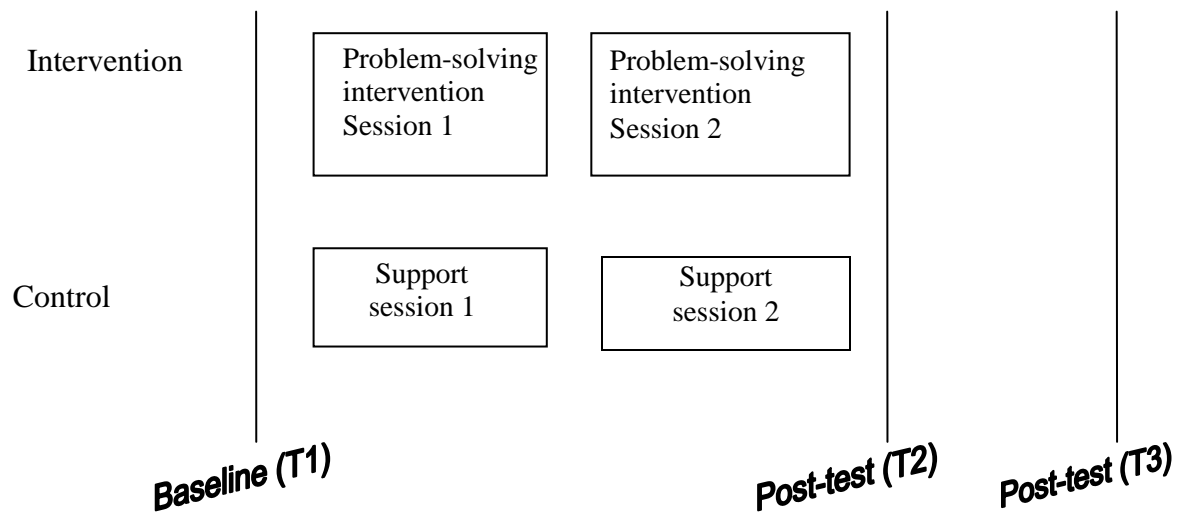 Intervention
Problem-solving
intervention
Session 1
Problem-solving
intervention
Session 2
Control
Support
session 1
Support
session 2
Baseline (T1)
Post-test (T2)
Post-test (T3)